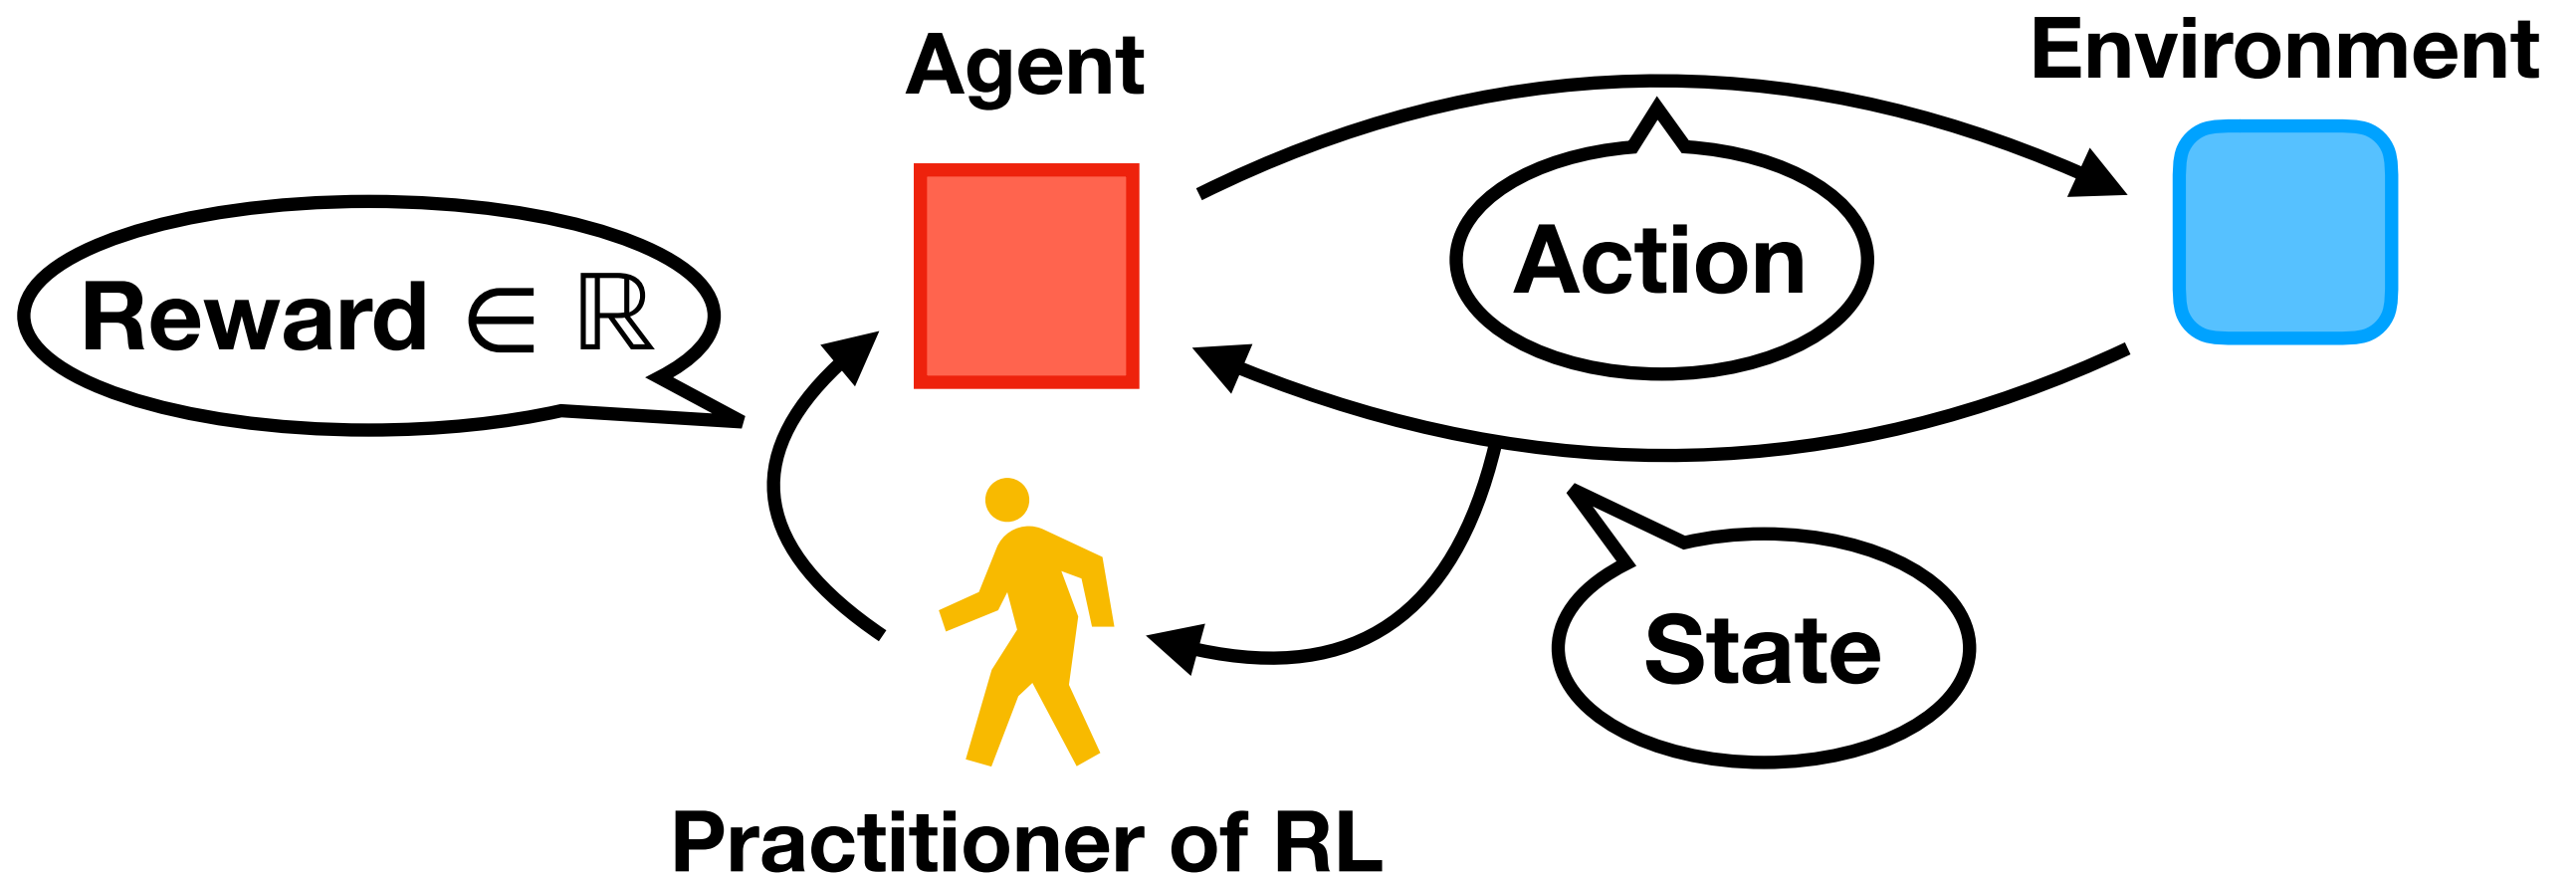 Agent
Environment
Reward ∈ ℝ
Action
State
Practitioner of RL